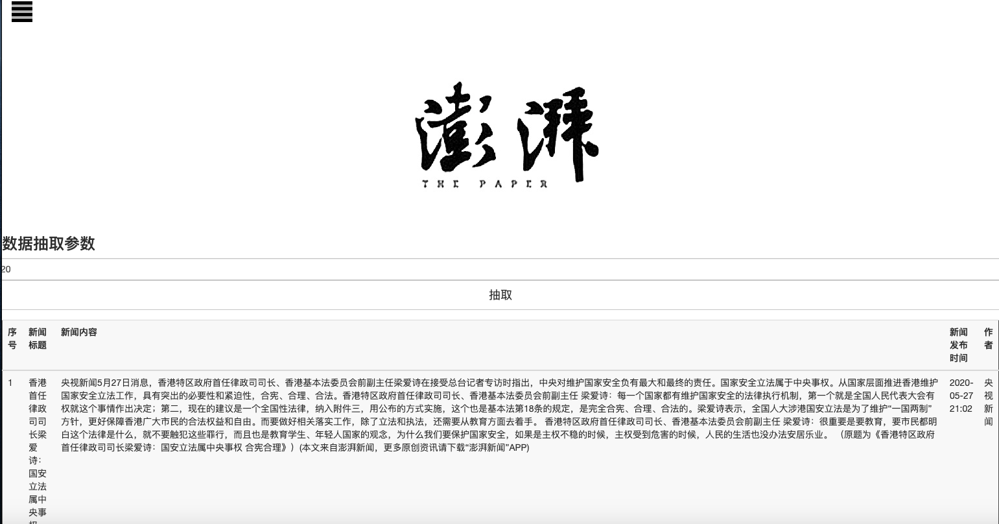 澎湃
THE PAPER
数据抽取参数
20
抽取
序号 新闻标题 新闻内容 新闻发布时间 作者
1
香港
首任
律政
司司
长梁
爱
诗：
国安
立法
属中
央事
权
央视新闻5月27日消息，香港特区政府首任律政司司长、香港基本法委员会前副主任梁爱诗在接受总台记者专访时指出，中央对维护国家安全负有最大和最终的责任。国家安全立法属于中央事权。从国家层面推进香港维护
国家安全立法工作，具有突出的必要性和紧迫性，合宪、合理、合法。香港特区政府首任律政司司长、香港基本法委员会前副主任 梁爱诗：每一个国家都有维护国家安全的法律执行机制，第一个就是全国人民代表大会有
权就这个事情作出决定；第二，现在的建议是一个全国性法律，纳入附件三，用公布的方式实施，这个也是基本法第18条的规定，是完全合宪、合理、合法的。梁爱诗表示，全国人大涉港国安立法是为了维护“一国两制”
方针，更好保障香港广大市民的合法权益和自由。而要做好相关落实工作，除了立法和执法，还需要从教育方面去着手。 香港特区政府首任律政司司长、香港基本法委员会前副主任 梁爱诗：很重要是要教育，要市民都明
白这个法律是什么，就不要触犯这些罪行，而且也是教育学生、年轻人国家的观念，为什么我们要保护国家安全，如果是主权不稳的时候，主权受到危害的时候，人民的生活也没办法安居乐业。 （原题为《香港特区政府
首任律政司司长梁爱诗：国安立法属中央事权 合宪合理》）(本文来自澎湃新闻，更多原创资讯请下载“澎湃新闻”APP)
2020-
05-27
21:02
央
视
新
闻